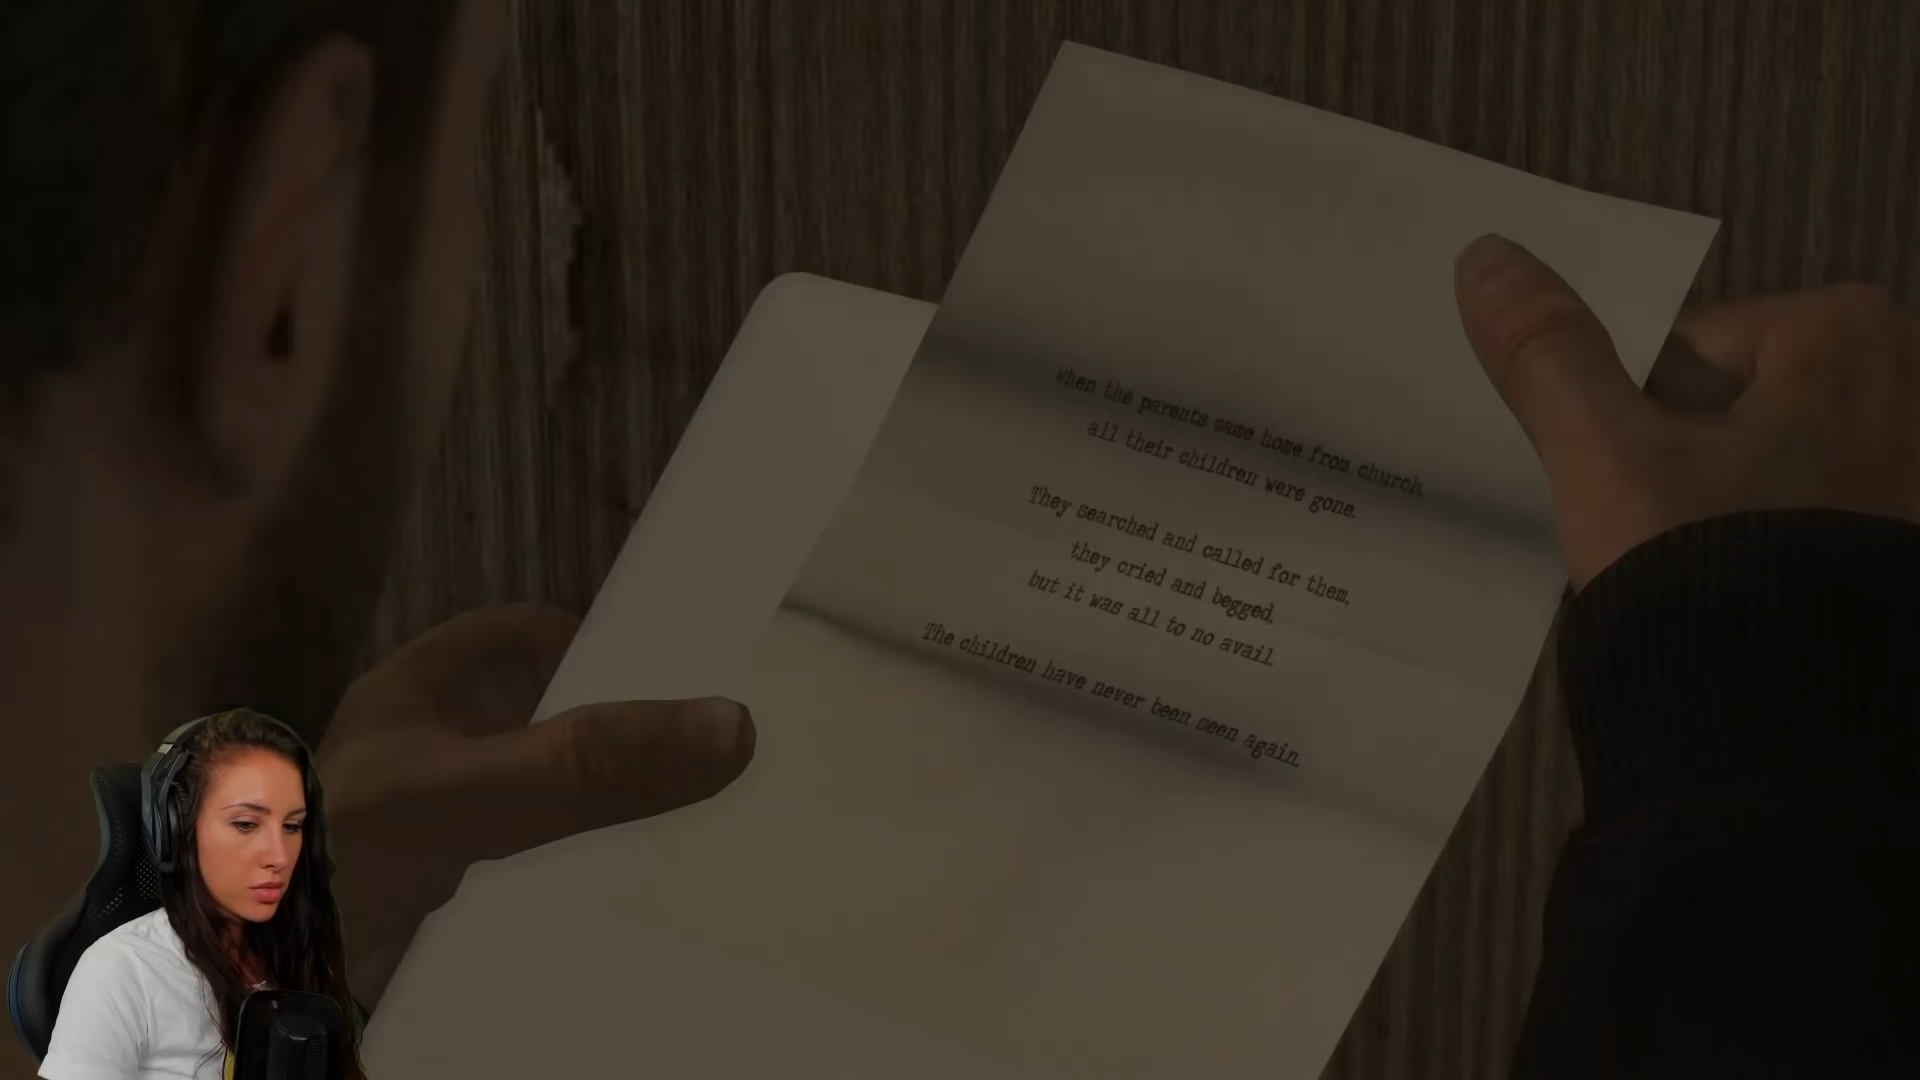 When the parents came home from church,
all their children were gone.
They searched and called for them,
they cried and begged,
but it was all to no avail.
The children have never been seen again.